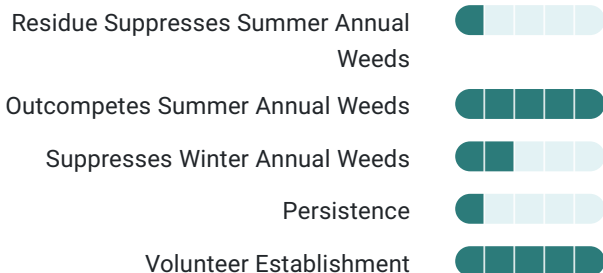 Residue Suppresses Summer Annual
Weeds
Outcompetes Summer Annual Weeds
Suppresses Winter Annual Weeds
Persistence
Volunteer Establishment